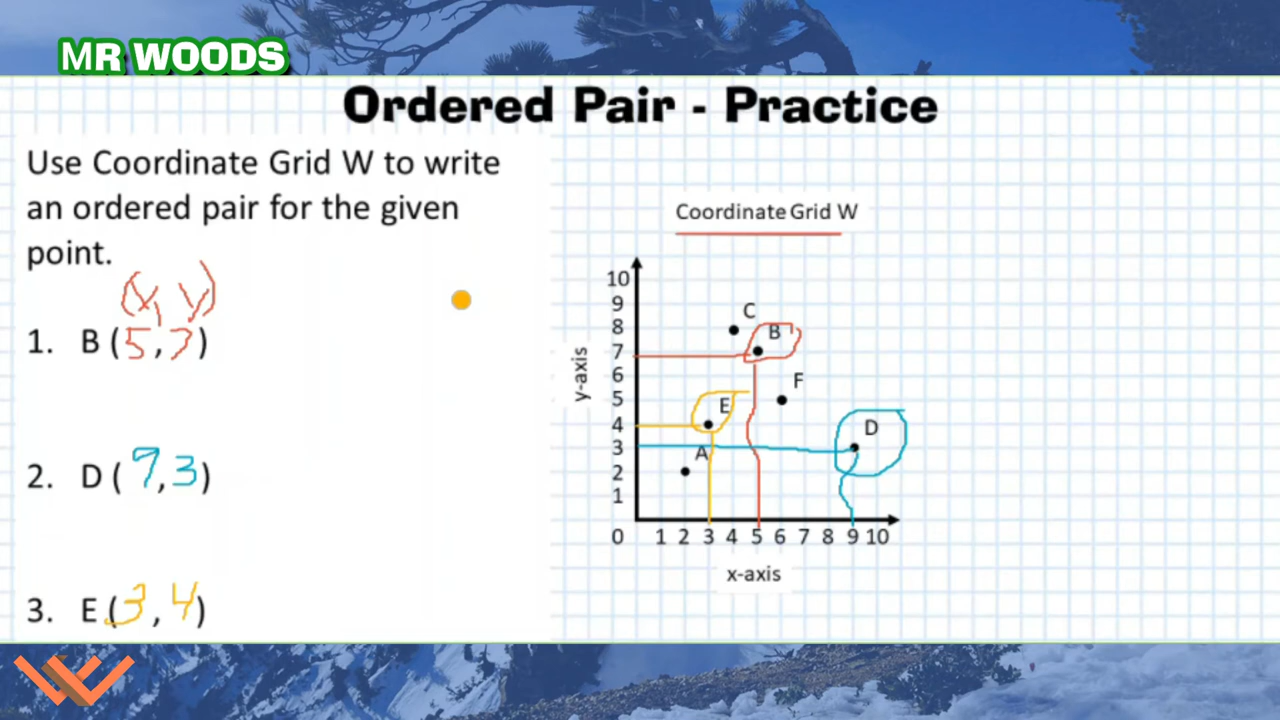 MR WOODS
Ordered Pair - Practice
Use Coordinate Grid W to write
an ordered pair for the given
point.
(x, y)
1. B (5,7)
2. D (9,3)
3. E (3,4)
Coordinate Grid W
y-axis
10
9
8
7
6
5
4
3
2
1
C
B
F
E
D
A
0 1 2 3 4 5 6 7 8 9 10
x-axis